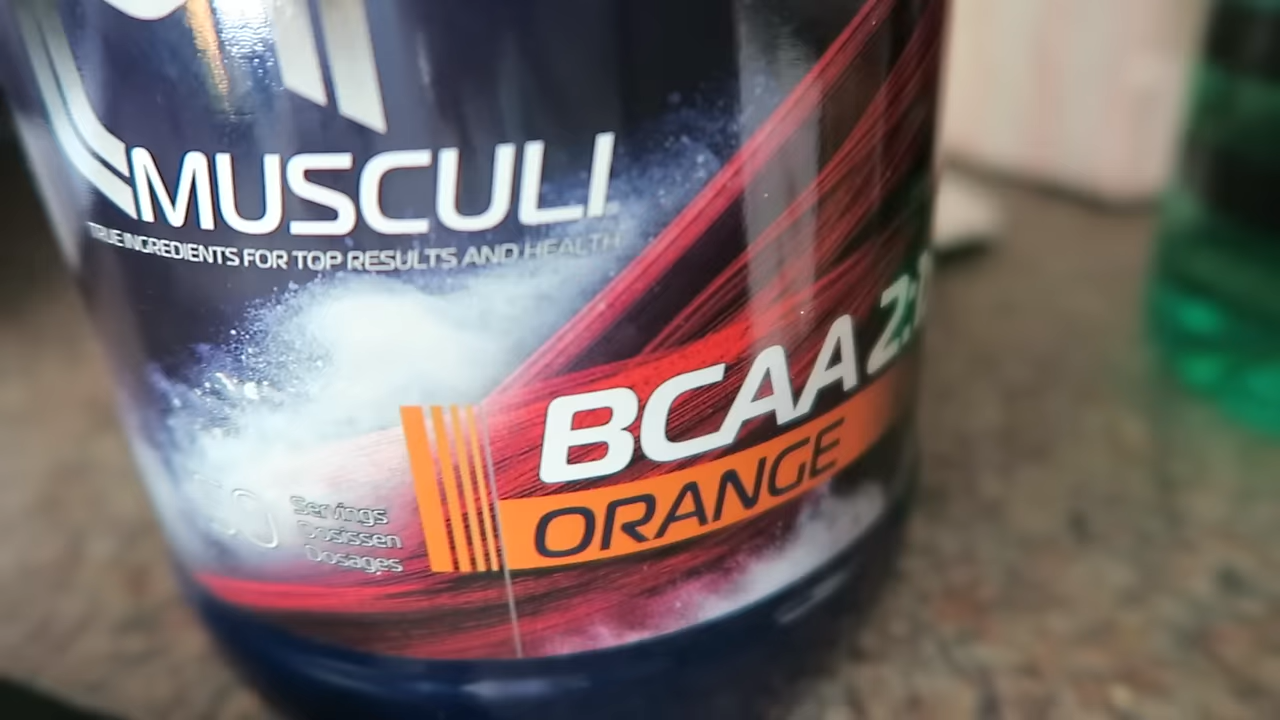 MUSCULI
TRUE INGREDIENTS FOR TOP RESULTS AND HEALTH
BCAA
ORANGE
Servings
Dosissen
Dosages